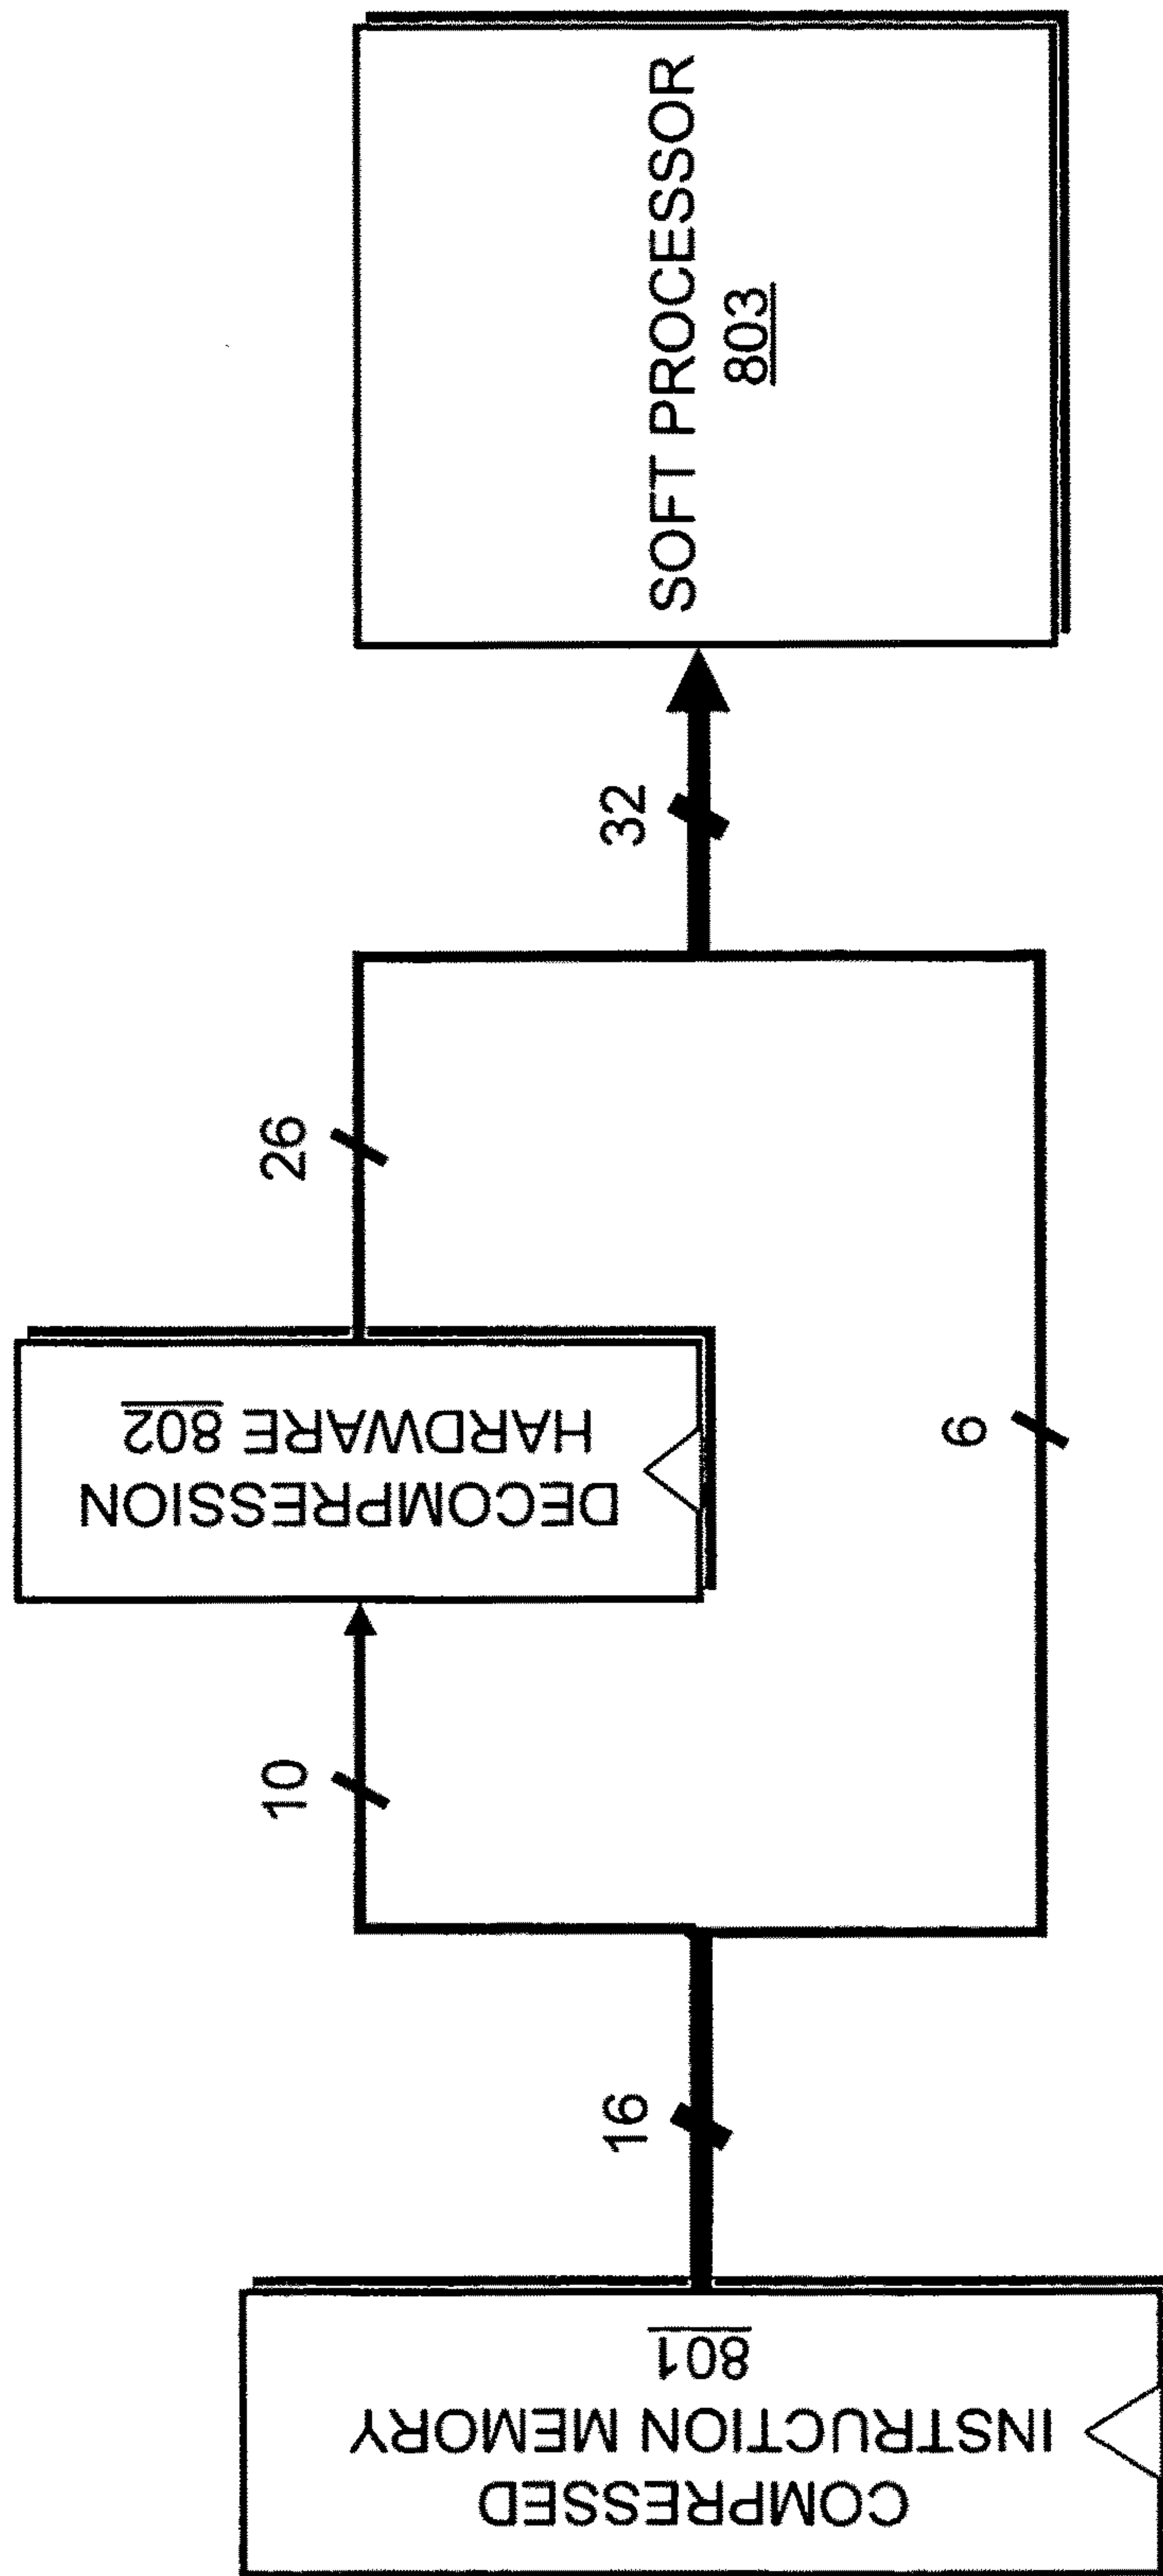 COMPRESSED
INSTRUCTION MEMORY
801
16
10
6
DECOMPRESSION
HARDWARE 802
26
32
SOFT PROCESSOR
803